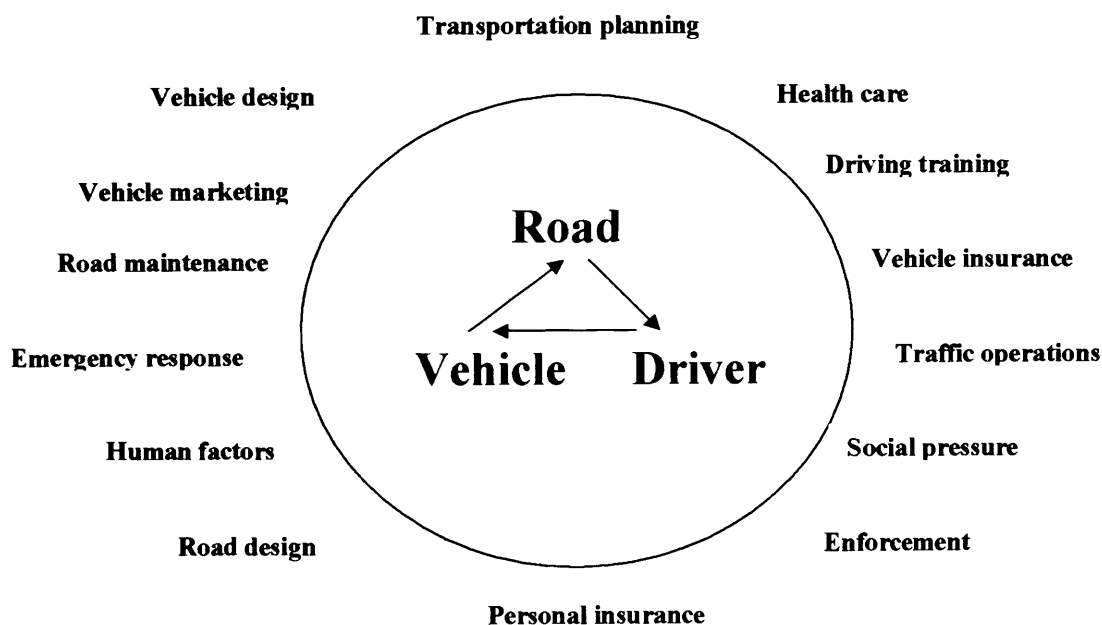 Transportation planning
Vehicle design
Health care
Driving training
Vehicle marketing
Road
Road maintenance
Vehicle insurance
Emergency response
Traffic operations
Vehicle
Driver
Human factors
Social pressure
Road design
Enforcement
Personal insurance